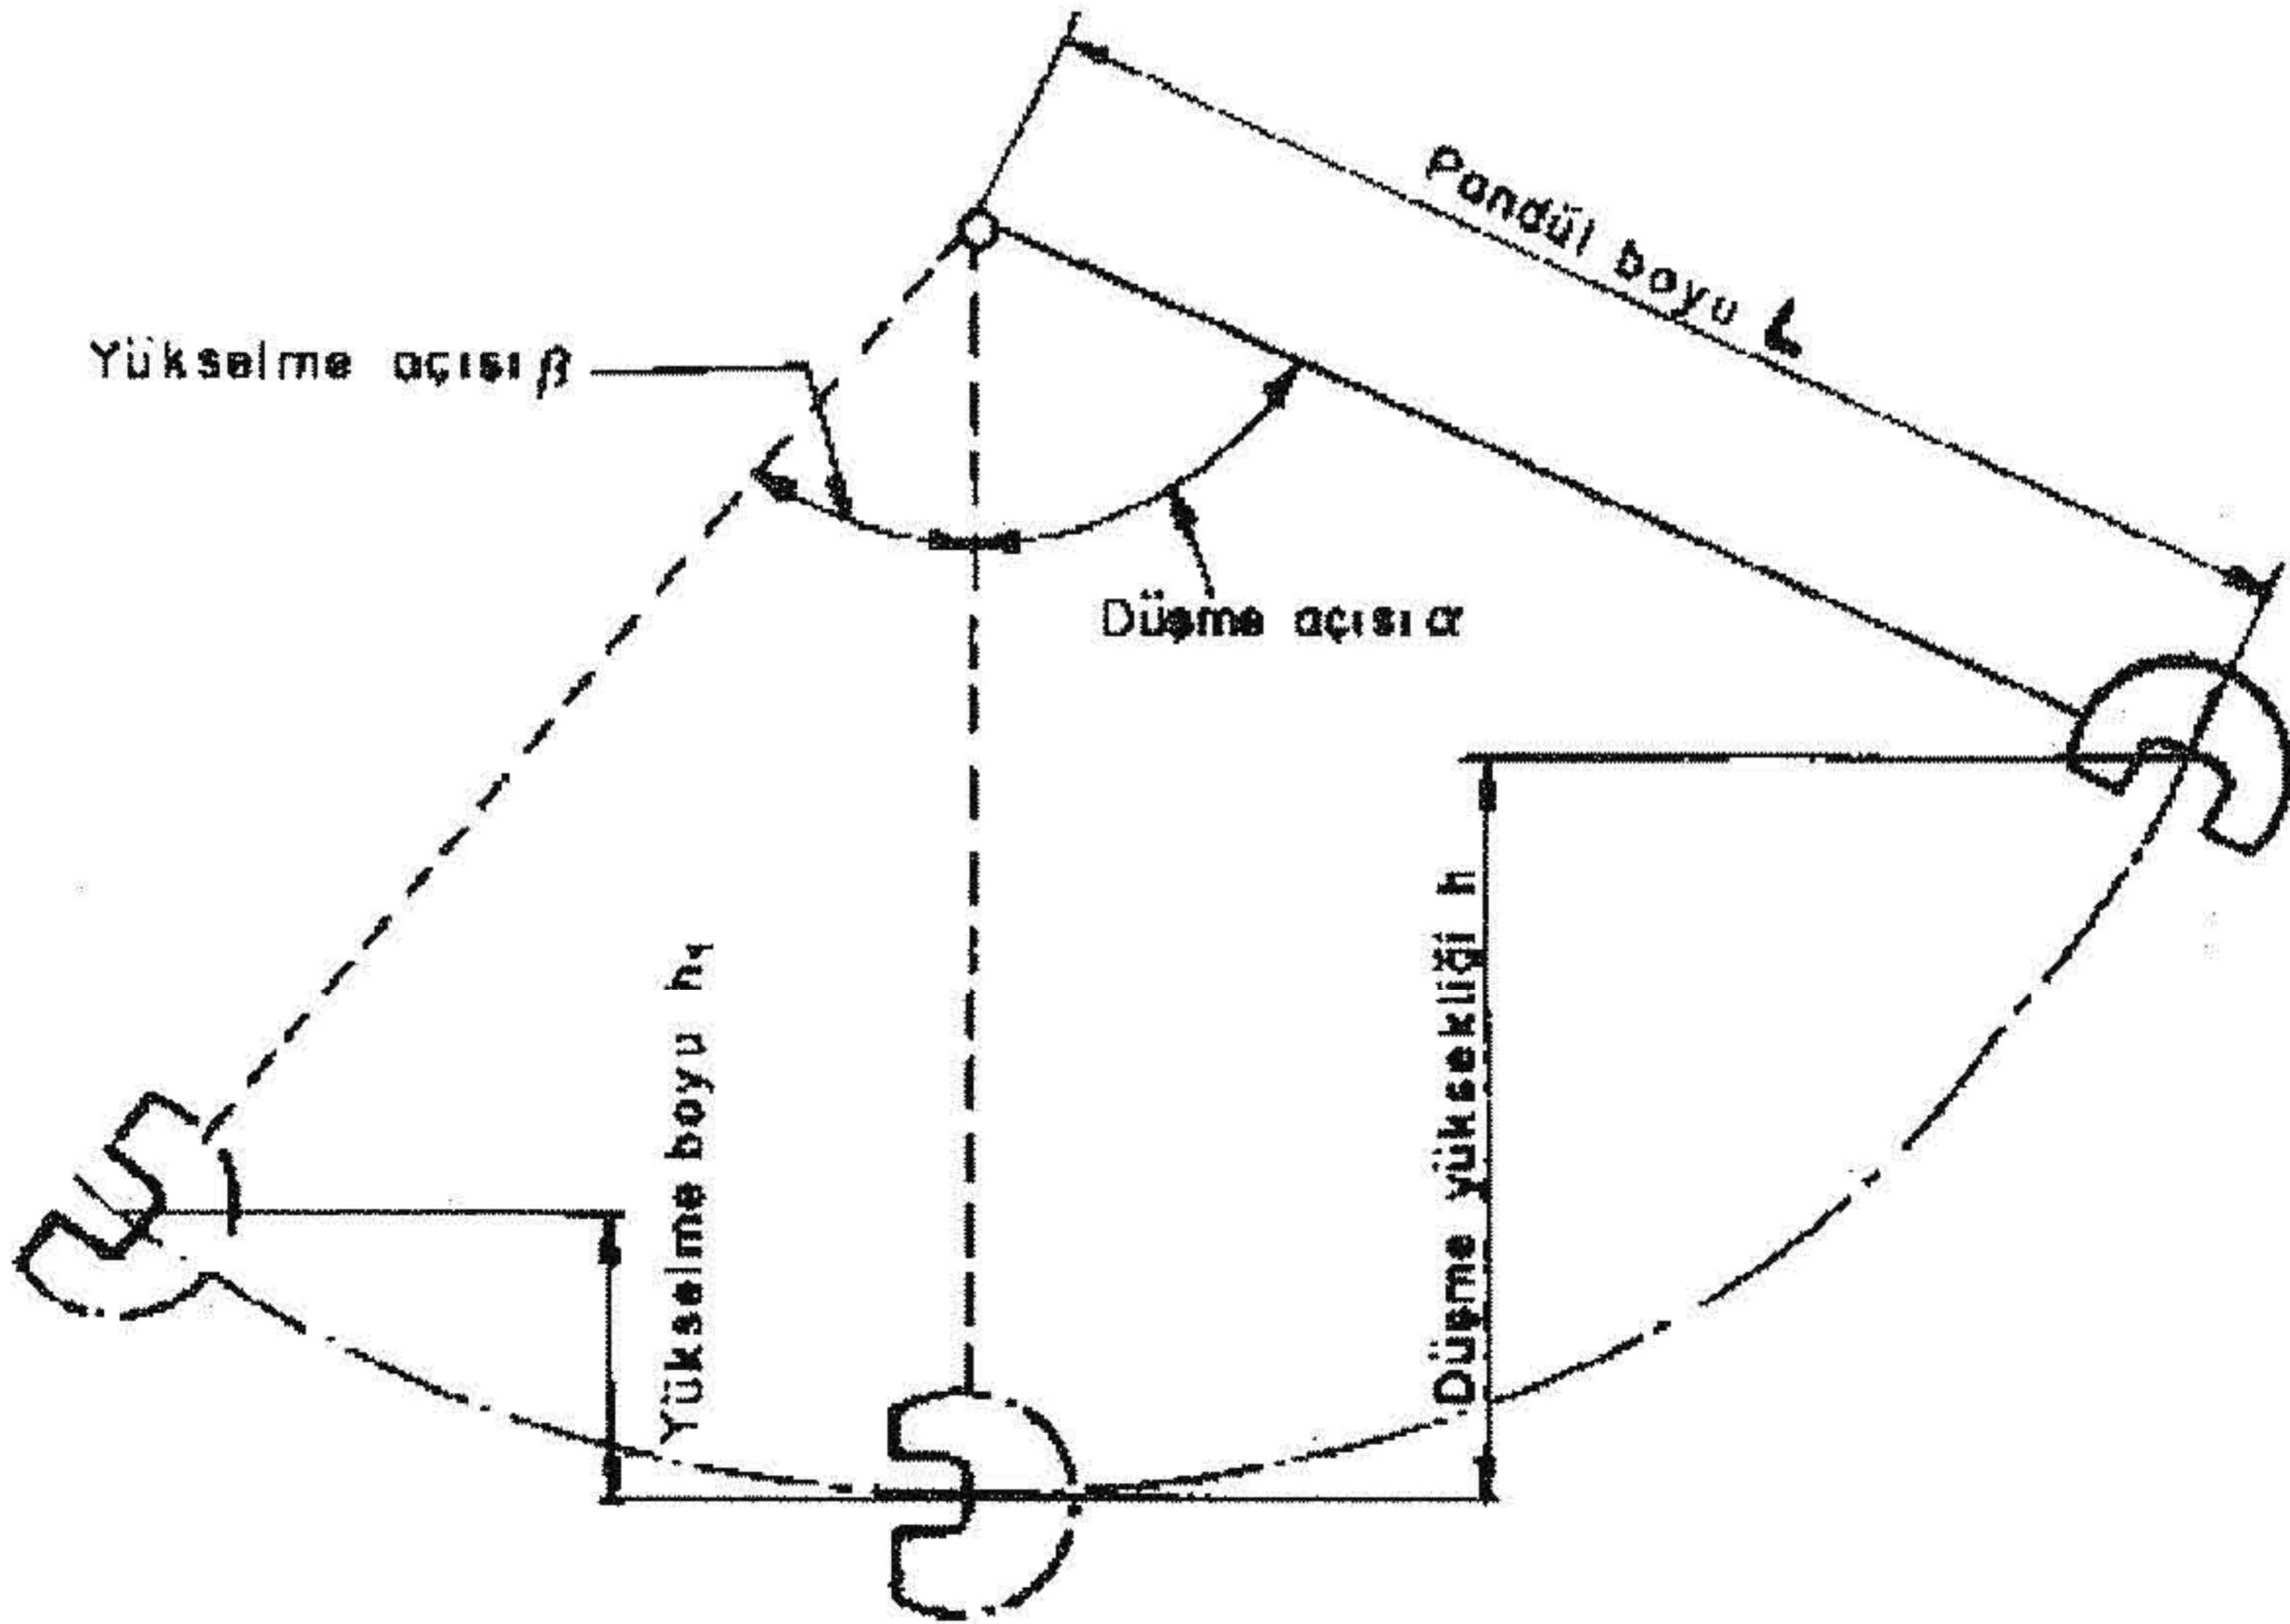 Pandül boyu L
Yükselme açısı β
Düşme açısı α
Yükselme boyu h₁
Düşme yüksekliği h